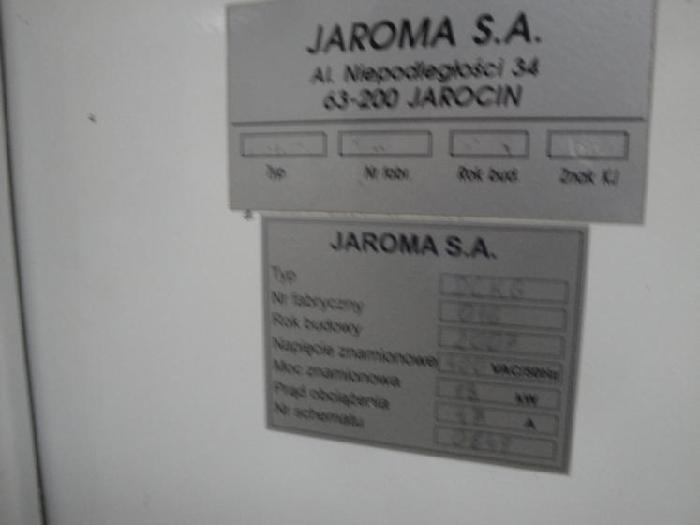 JAROMA S.A.
Al. Niepodległości 34
63-200 JAROCIN
Typ Nr fabr. Rok bud. Znak KJ
JAROMA S.A.
Typ
Nr fabryczny
Rok budowy
Napięcie znamionowe VAC/50Hz
Moc znamionowa kW
Prąd obciążenia A
Nr schematu